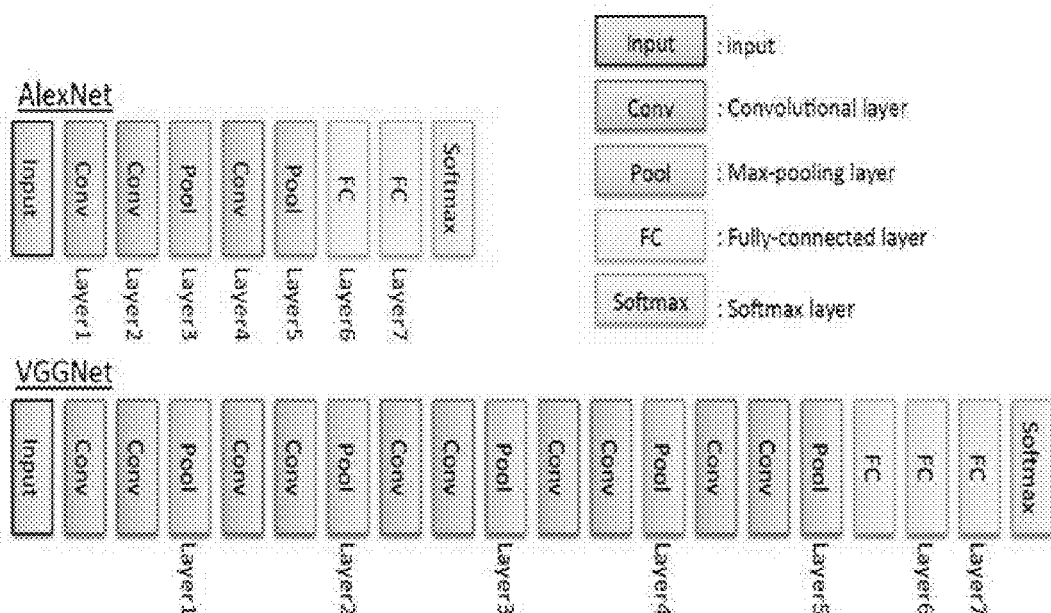 Input : Input
Conv : Convolutional layer
Pool : Max-pooling layer
FC : Fully-connected layer
Softmax : Softmax layer
AlexNet
Input Conv Conv Pool Conv Pool FC FC Softmax
Layer1 Layer2 Layer3 Layer4 Layer5 Layer6 Layer7
VGGNet
Input Conv Conv Pool Conv Conv Pool Conv Conv Pool Conv Conv Pool Conv Conv Pool FC FC FC Softmax
Layer1 Layer2 Layer3 Layer4 Layer5 Layer6 Layer7